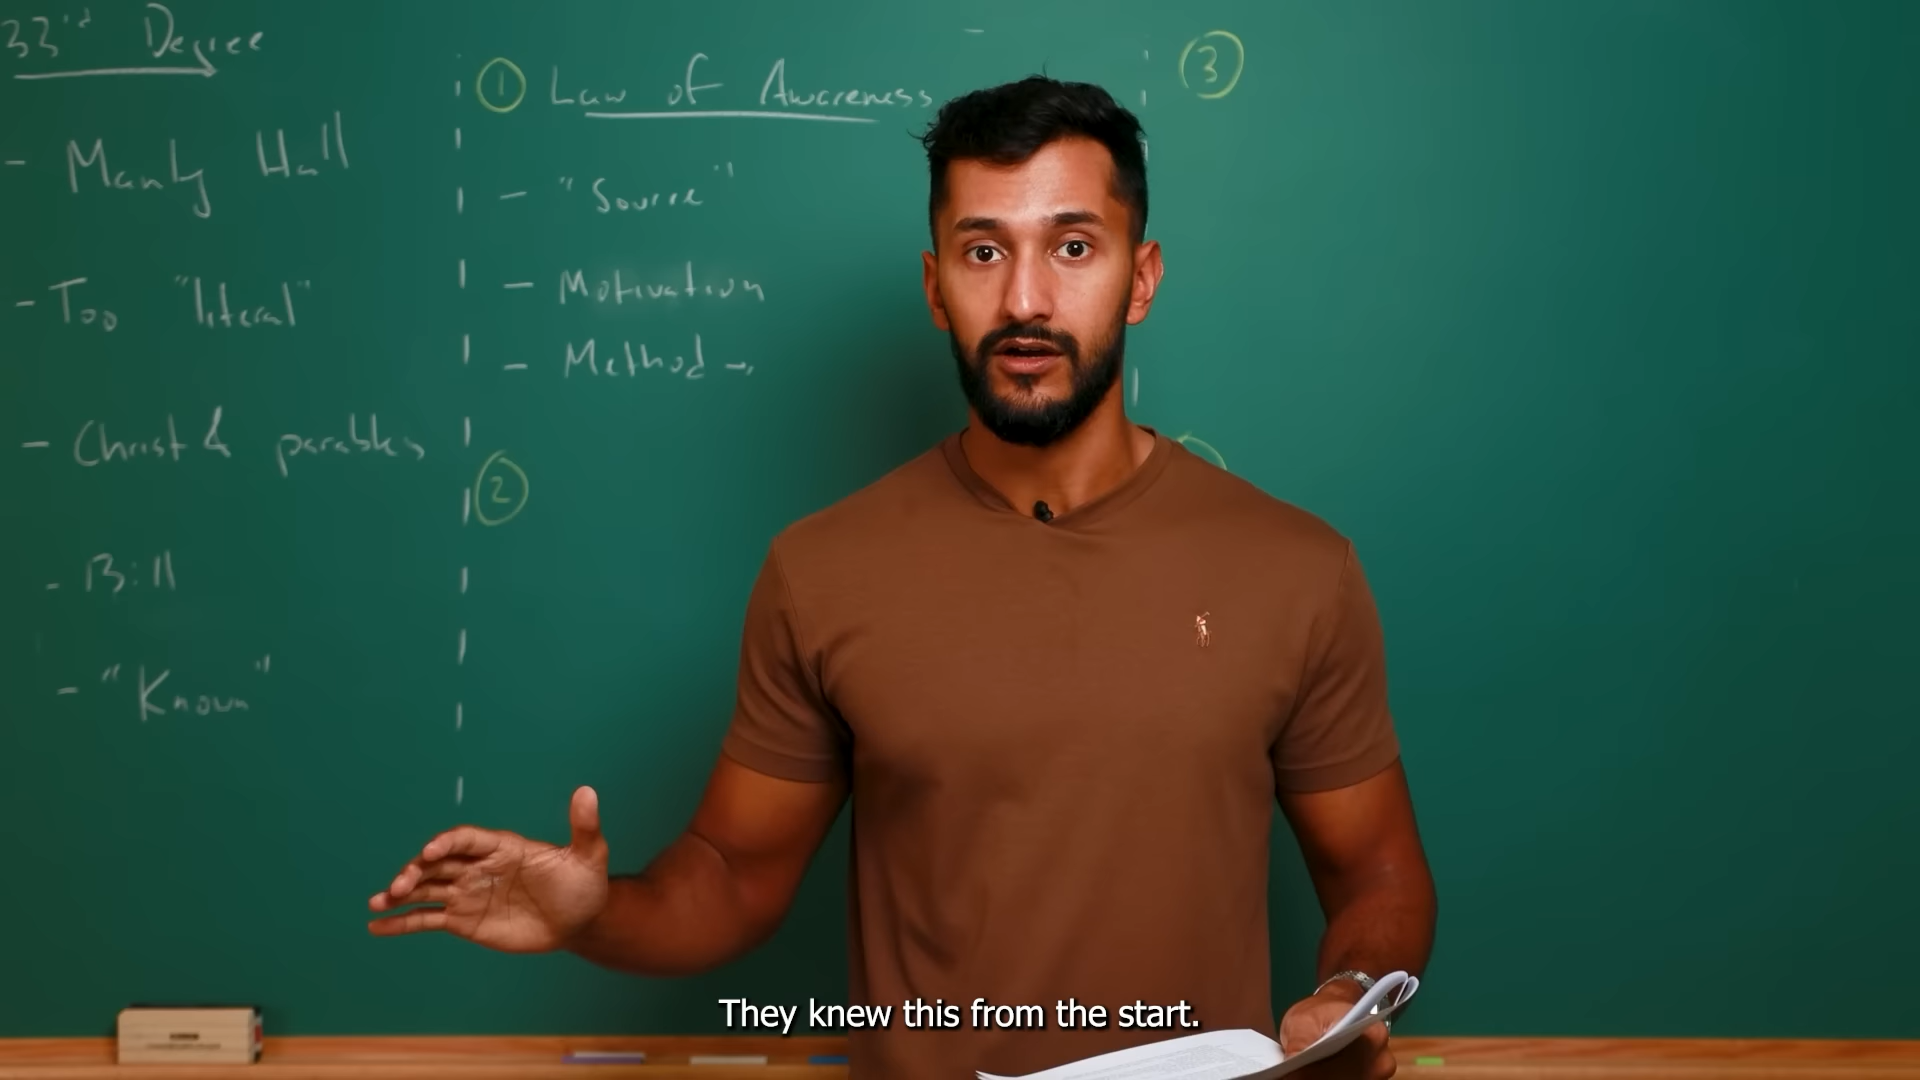 33rd Degree
- Manly Hall
- Too "literal"
- Christ & parables
- 13:11
- "Known"
① Law of Awareness
- "Source"
- Motivation
- Method →
②
③
They knew this from the start.